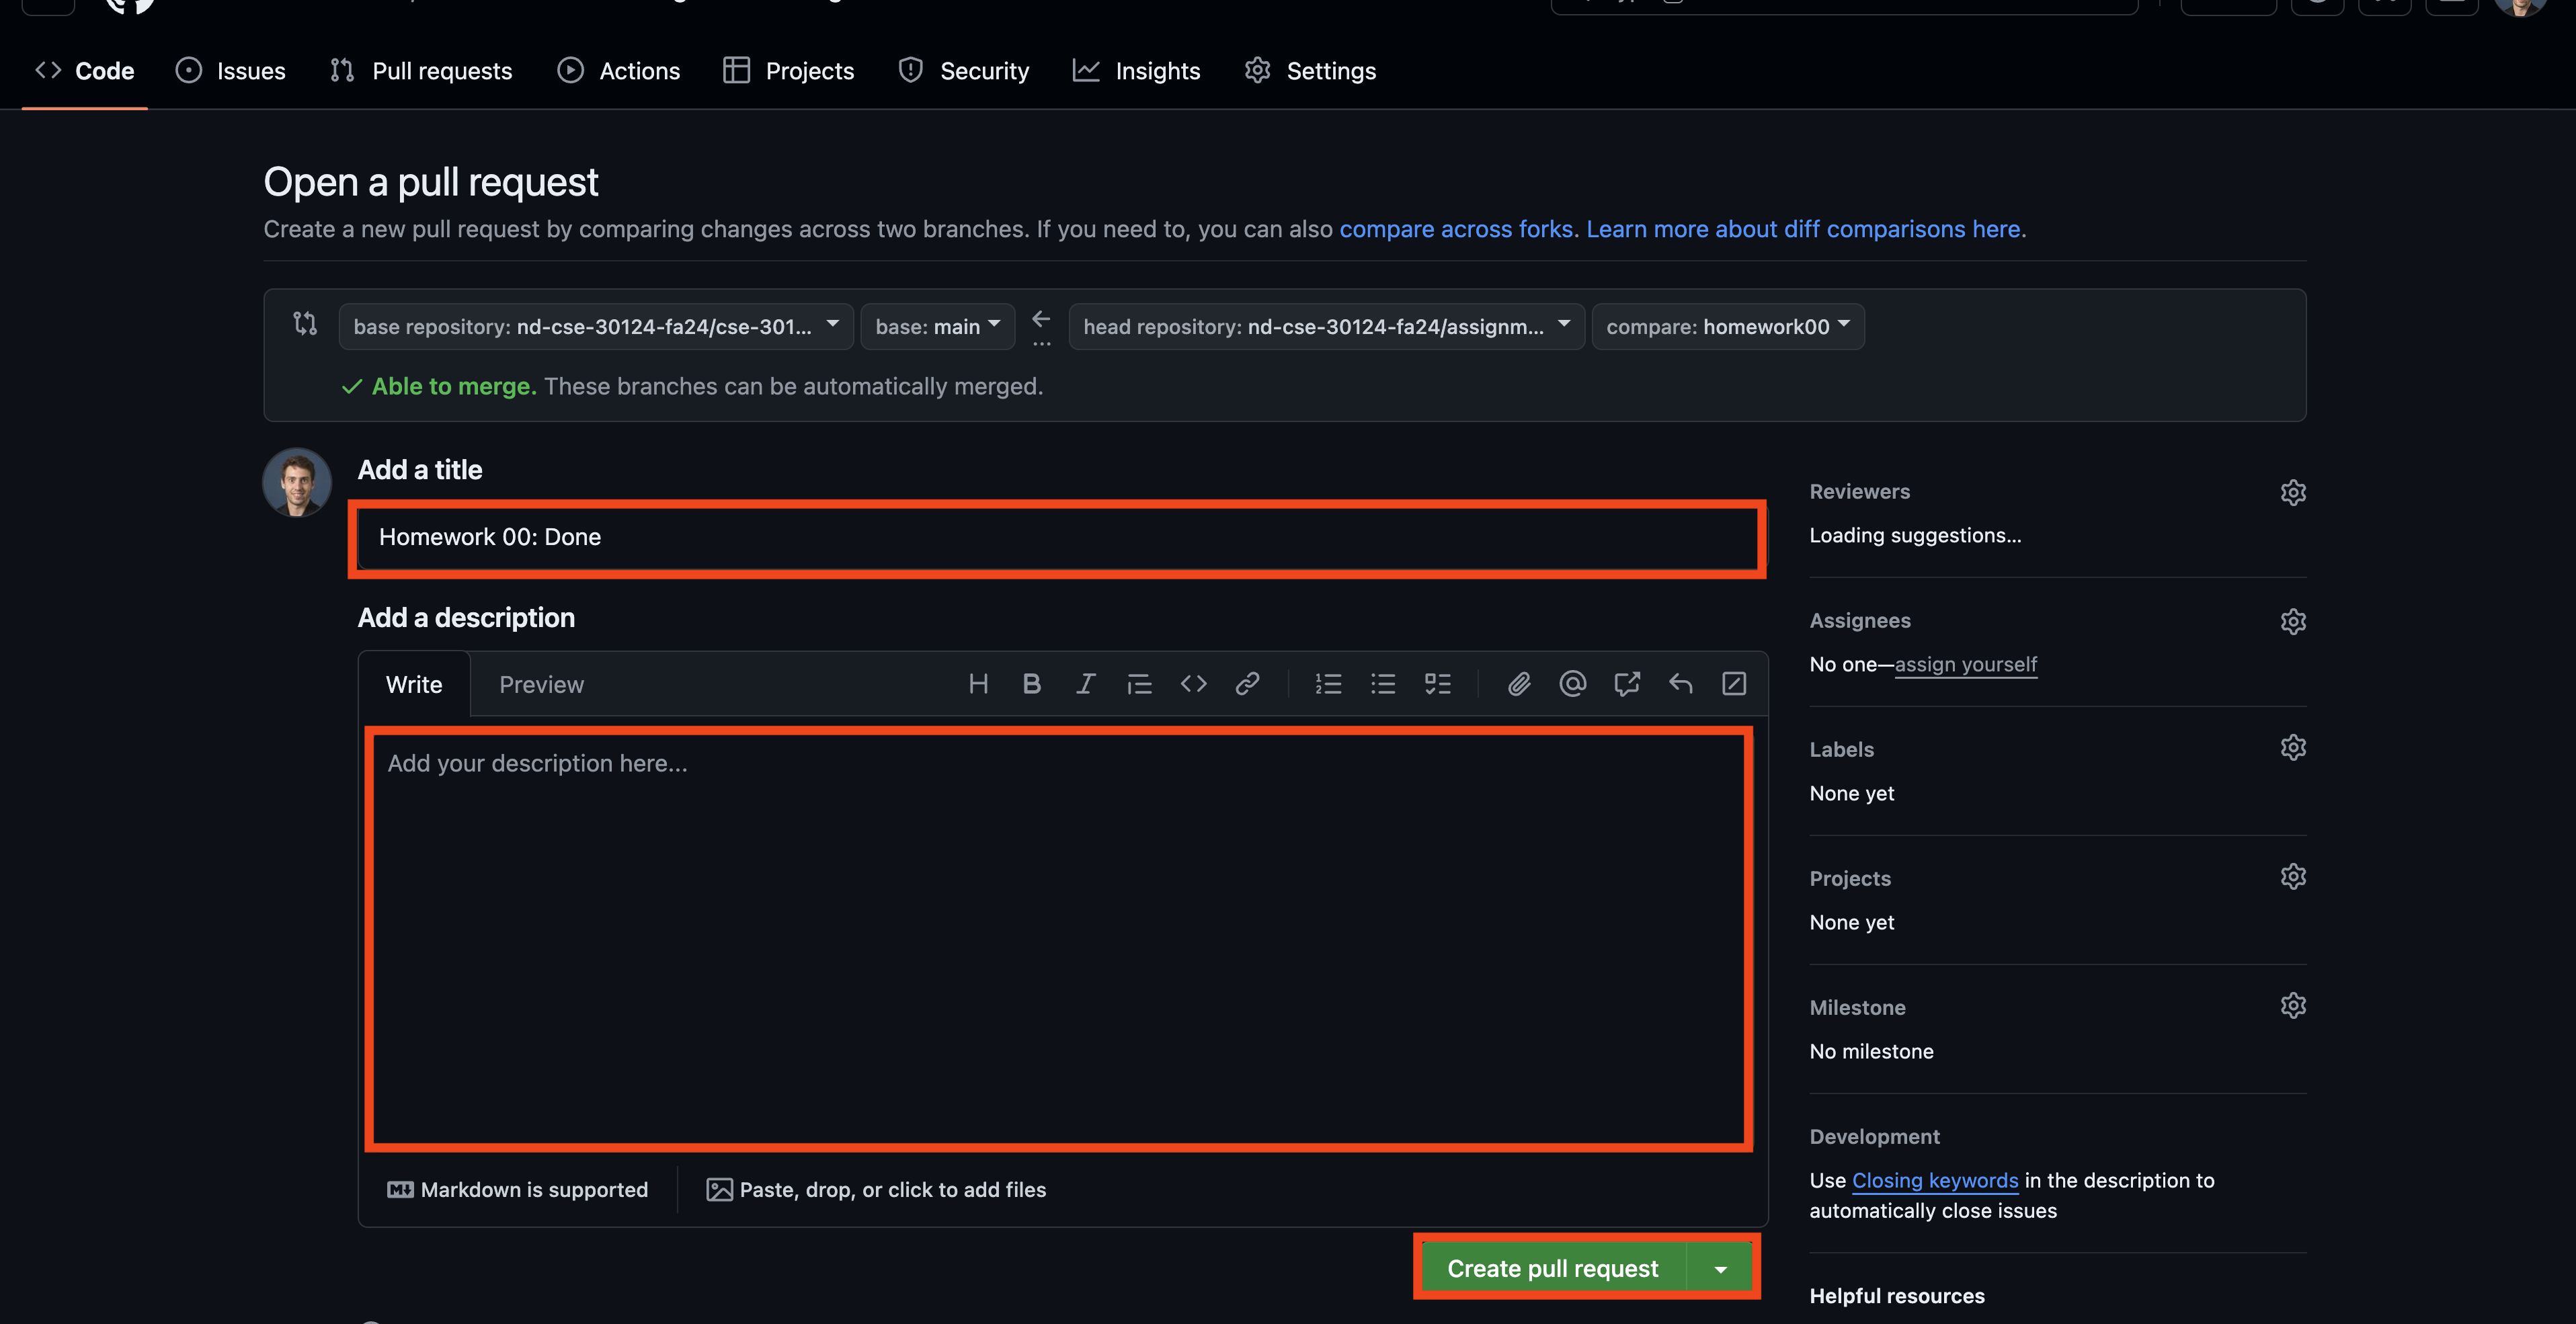 Code Issues Pull requests Actions Projects Security Insights Settings
Open a pull request
Create a new pull request by comparing changes across two branches. If you need to, you can also compare across forks. Learn more about diff comparisons here.
base repository: nd-cse-30124-fa24/cse-301... base: main ... head repository: nd-cse-30124-fa24/assignm... compare: homework00
Able to merge. These branches can be automatically merged.
Add a title
Homework 00: Done
Add a description
Write Preview
Add your description here...
Markdown is supported Paste, drop, or click to add files
Create pull request
Reviewers
Loading suggestions...
Assignees
No one—assign yourself
Labels
None yet
Projects
None yet
Milestone
No milestone
Development
Use Closing keywords in the description to
automatically close issues
Helpful resources